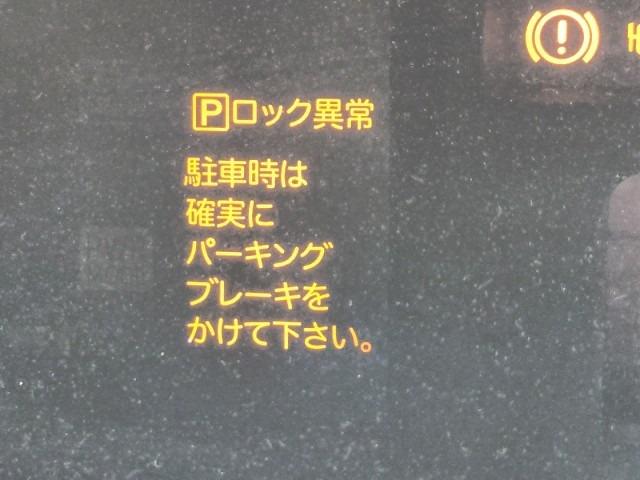 Pロック異常
駐車時は
確実に
パーキング
ブレーキを
かけて下さい。